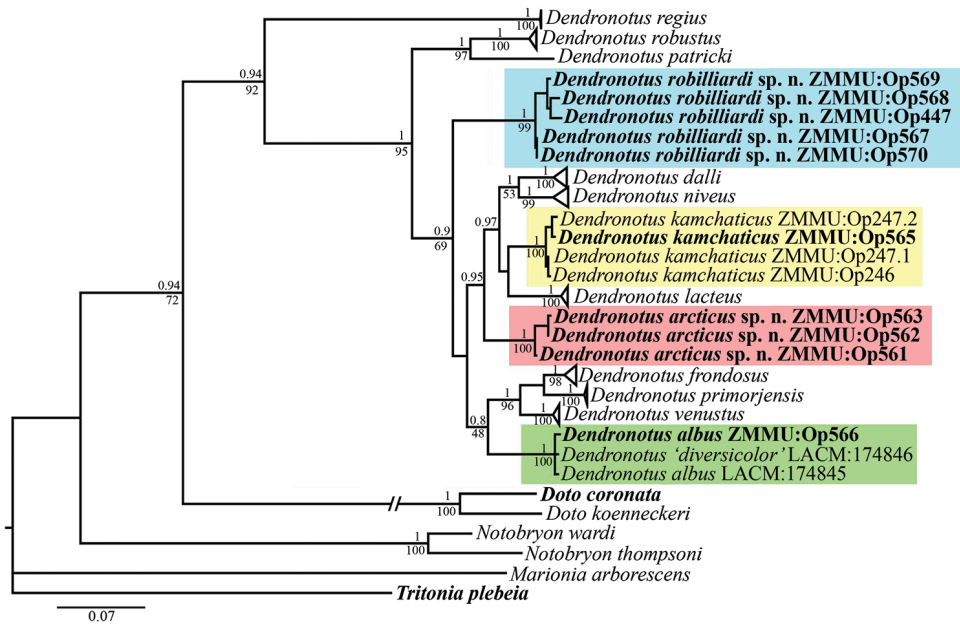 1
100
Dendronotus regius
1
100
Dendronotus robustus
1
97
Dendronotus patricki
0.94
92
Dendronotus robilliardi sp. n. ZMMU:Op569
Dendronotus robilliardi sp. n. ZMMU:Op568
Dendronotus robilliardi sp. n. ZMMU:Op447
1
99
Dendronotus robilliardi sp. n. ZMMU:Op567
Dendronotus robilliardi sp. n. ZMMU:Op570
1
95
1
100
Dendronotus dalli
1
53
1
99
Dendronotus niveus
0.97
Dendronotus kamchaticus ZMMU:Op247.2
Dendronotus kamchaticus ZMMU:Op565
1
100
Dendronotus kamchaticus ZMMU:Op247.1
Dendronotus kamchaticus ZMMU:Op246
0.9
69
0.95
1
100
Dendronotus lacteus
0.94
72
Dendronotus arcticus sp. n. ZMMU:Op563
Dendronotus arcticus sp. n. ZMMU:Op562
1
100
Dendronotus arcticus sp. n. ZMMU:Op561
1
98
Dendronotus frondosus
1
100
Dendronotus primorjensis
1
96
1
100
Dendronotus venustus
0.8
48
Dendronotus albus ZMMU:Op566
1
100
Dendronotus ‘diversicolor’ LACM:174846
Dendronotus albus LACM:174845
Doto coronata
1
100
Doto koenneckeri
Notobryon wardi
1
100
Notobryon thompsoni
Marionia arborescens
Tritonia plebeia
0.07